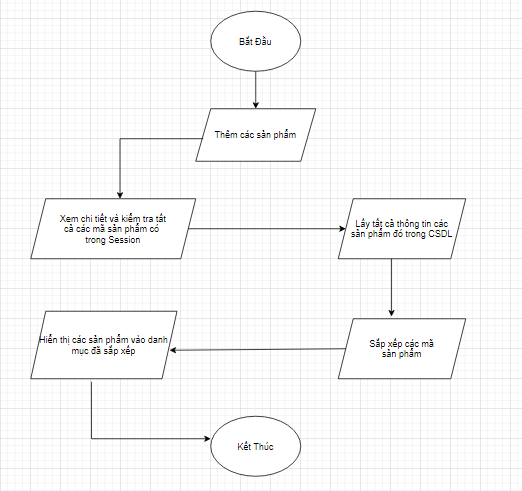 Bắt Đầu
Thêm các sản phẩm
Xem chi tiết và kiểm tra tất
cả các mã sản phẩm có
trong Session
Lấy tất cả thông tin các
sản phẩm đó trong CSDL
Sắp xếp các mã
sản phẩm
Hiển thị các sản phẩm vào danh
mục đã sắp xếp
Kết Thúc